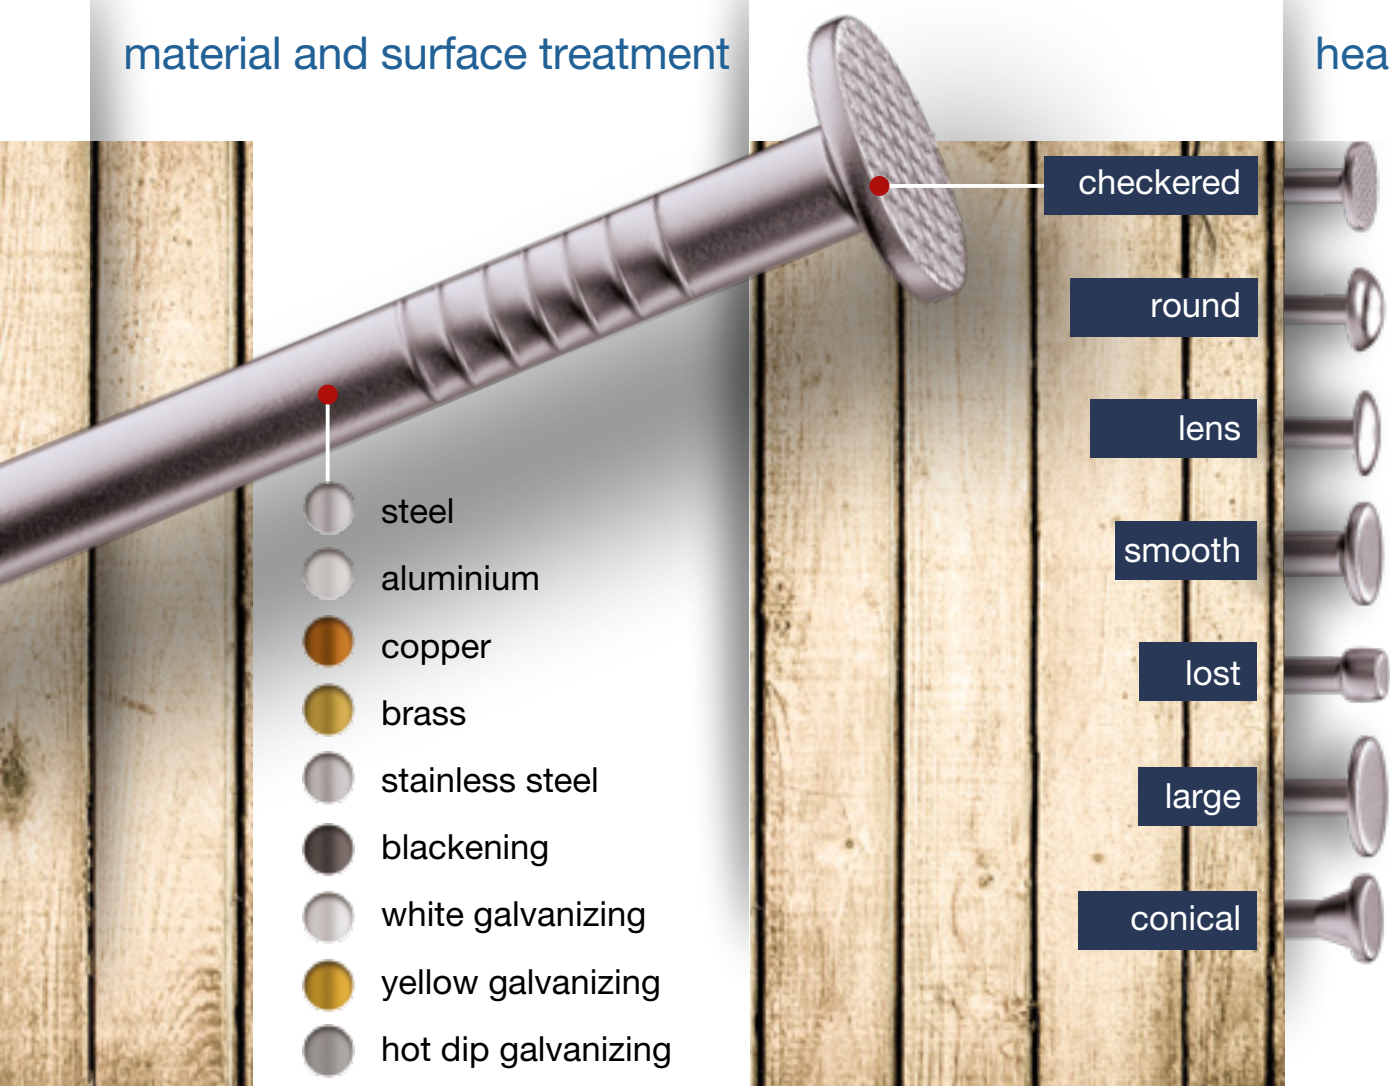 material and surface treatment
hea
checkered
round
lens
smooth
lost
large
conical
steel
aluminium
copper
brass
stainless steel
blackening
white galvanizing
yellow galvanizing
hot dip galvanizing